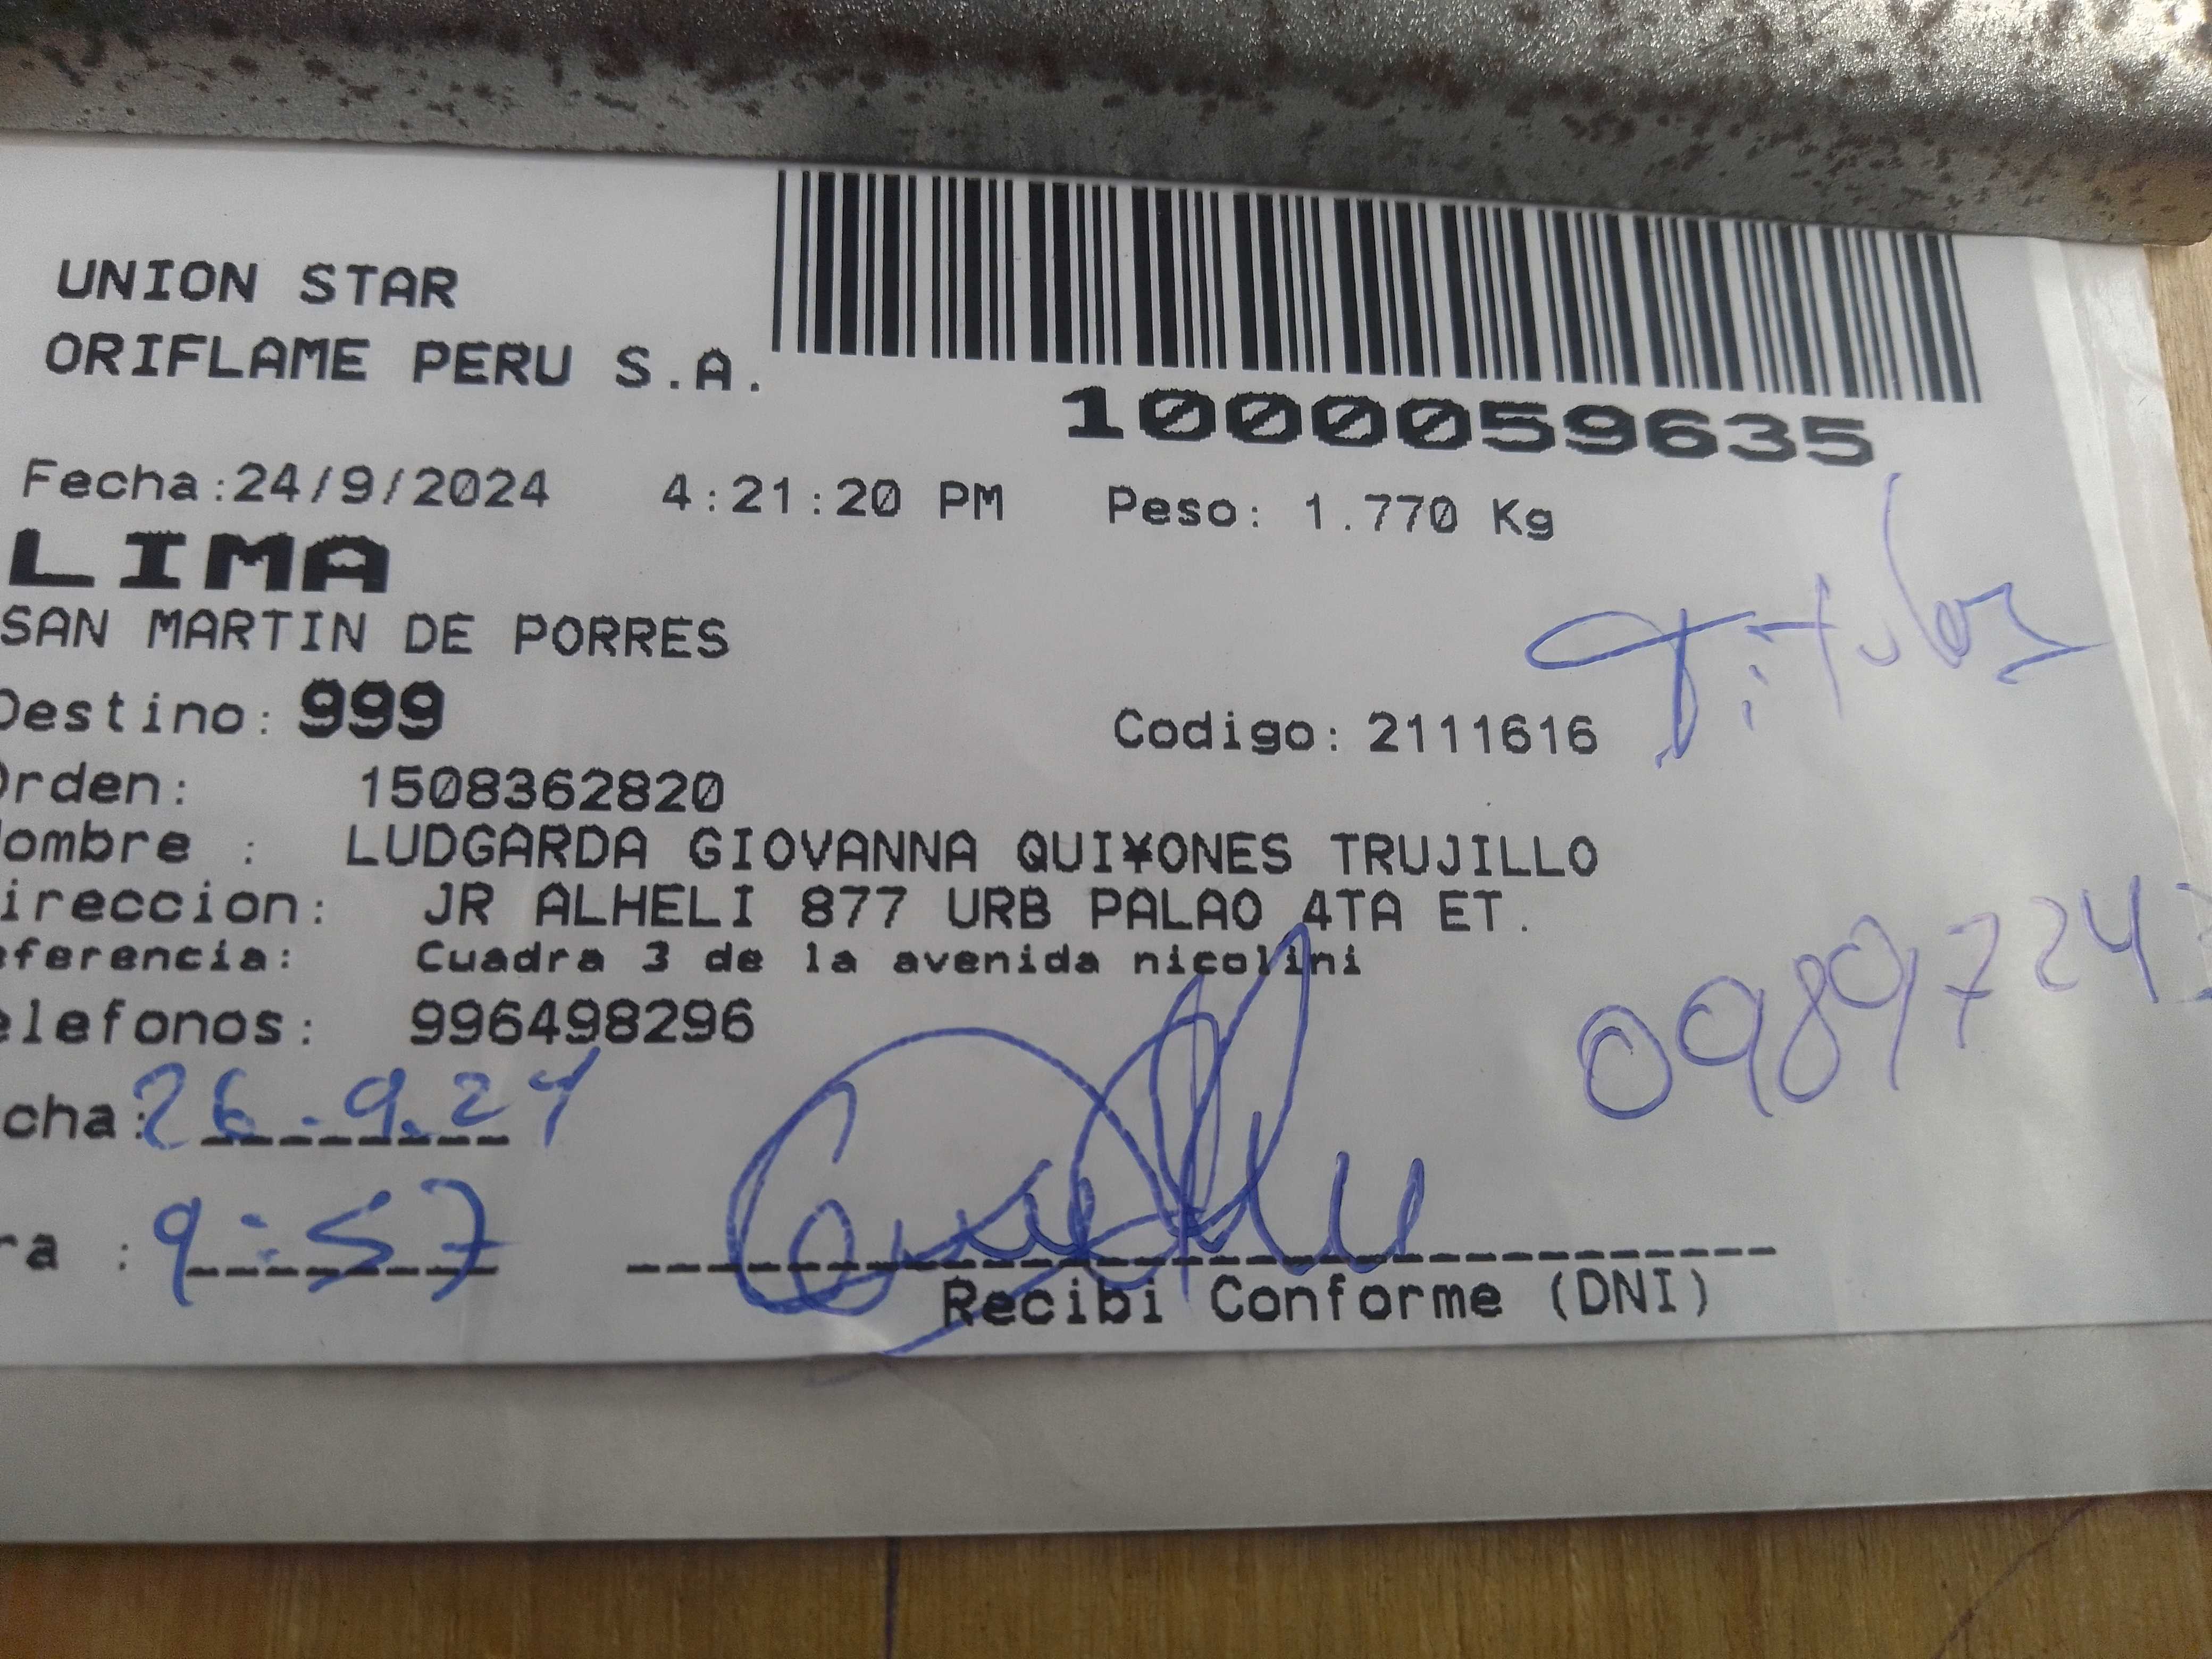 UNION STAR
ORIFLAME PERU S.A.
1000059635
Fecha:24/9/2024 4:21:20 PM Peso: 1.770 Kg
LIMA
SAN MARTIN DE PORRES
Titular
Destino: 999 Codigo: 2111616
Orden: 1508362820
ombre : LUDGARDA GIOVANNA QUI¥ONES TRUJILLO
ireccion: JR ALHELI 877 URB PALAO 4TA ET.
eferencia: Cuadra 3 de la avenida nicolini
elefonos: 996498296
0989724
cha: 26.9.24
ra : 9:57
Recibi Conforme (DNI)